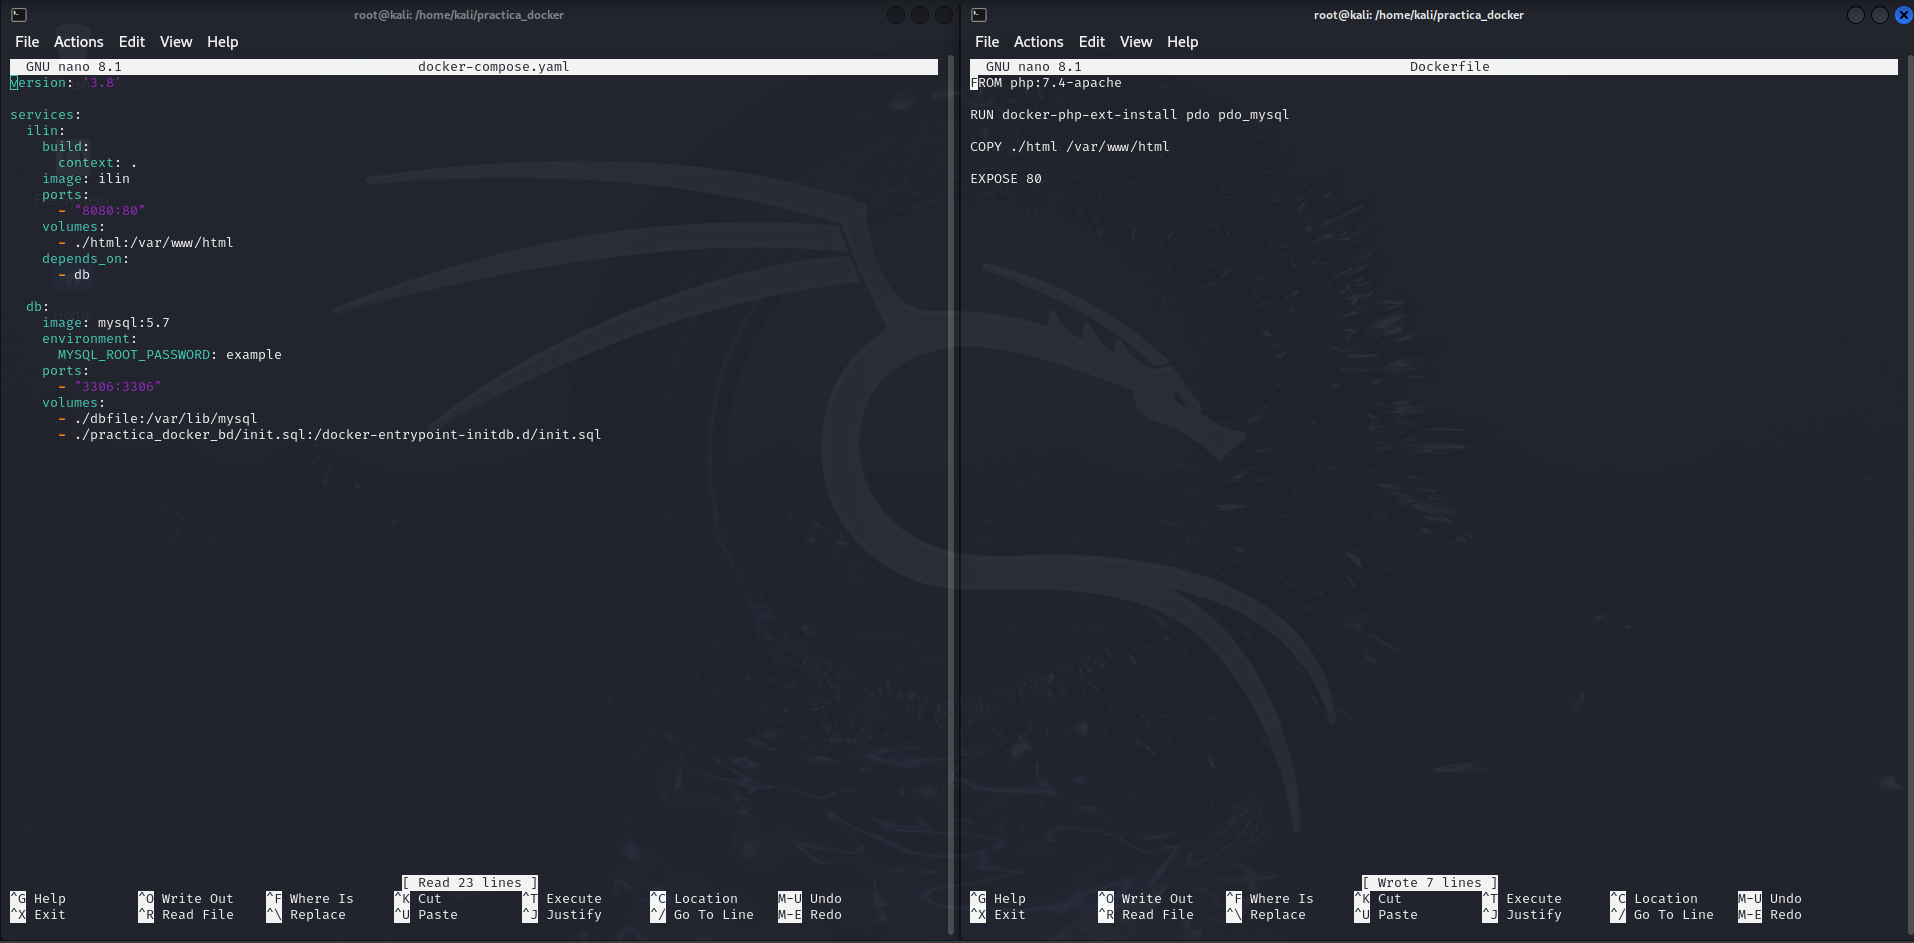 root@kali: /home/kali/practica_docker
File Actions Edit View Help
GNU nano 8.1 docker-compose.yaml
version: '3.8'
services:
  ilin:
    build:
      context: .
    image: ilin
    ports:
      - "8080:80"
    volumes:
      - ./html:/var/www/html
    depends_on:
      - db
  db:
    image: mysql:5.7
    environment:
      MYSQL_ROOT_PASSWORD: example
    ports:
      - "3306:3306"
    volumes:
      - ./dbfile:/var/lib/mysql
      - ./practica_docker_bd/init.sql:/docker-entrypoint-initdb.d/init.sql
[ Read 23 lines ]
^G Help ^O Write Out ^F Where Is ^K Cut ^T Execute ^C Location M-U Undo
^X Exit ^R Read File ^\ Replace ^U Paste ^J Justify ^/ Go To Line M-E Redo
root@kali: /home/kali/practica_docker
File Actions Edit View Help
GNU nano 8.1 Dockerfile
FROM php:7.4-apache
RUN docker-php-ext-install pdo pdo_mysql
COPY ./html /var/www/html
EXPOSE 80
[ Wrote 7 lines ]
^G Help ^O Write Out ^F Where Is ^K Cut ^T Execute ^C Location M-U Undo
^X Exit ^R Read File ^\ Replace ^U Paste ^J Justify ^/ Go To Line M-E Redo